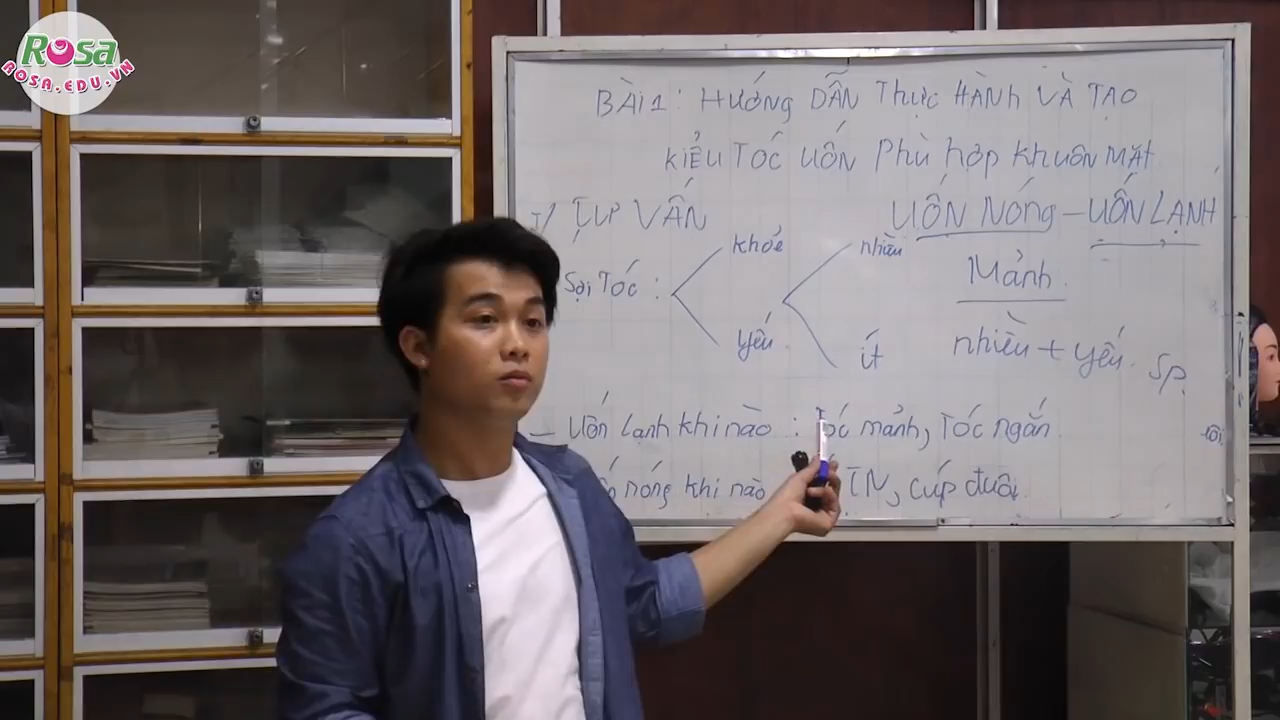 Rosa
ROSA.EDU.VN
BÀI 1 : HƯỚNG DẪN THỰC HÀNH VÀ TẠO
KIỂU TÓC UỐN PHÙ HỢP KHUÔN MẶT
I/ TƯ VẤN
UỐN NÓNG – UỐN LẠNH
khoẻ
nhiều
Sợi Tóc :
Mảnh
yếu
ít
nhiều + yếu. SP.
– Uốn lạnh khi nào : Tóc mảnh, Tóc ngắn
nóng khi nào TN, cúp đuôi